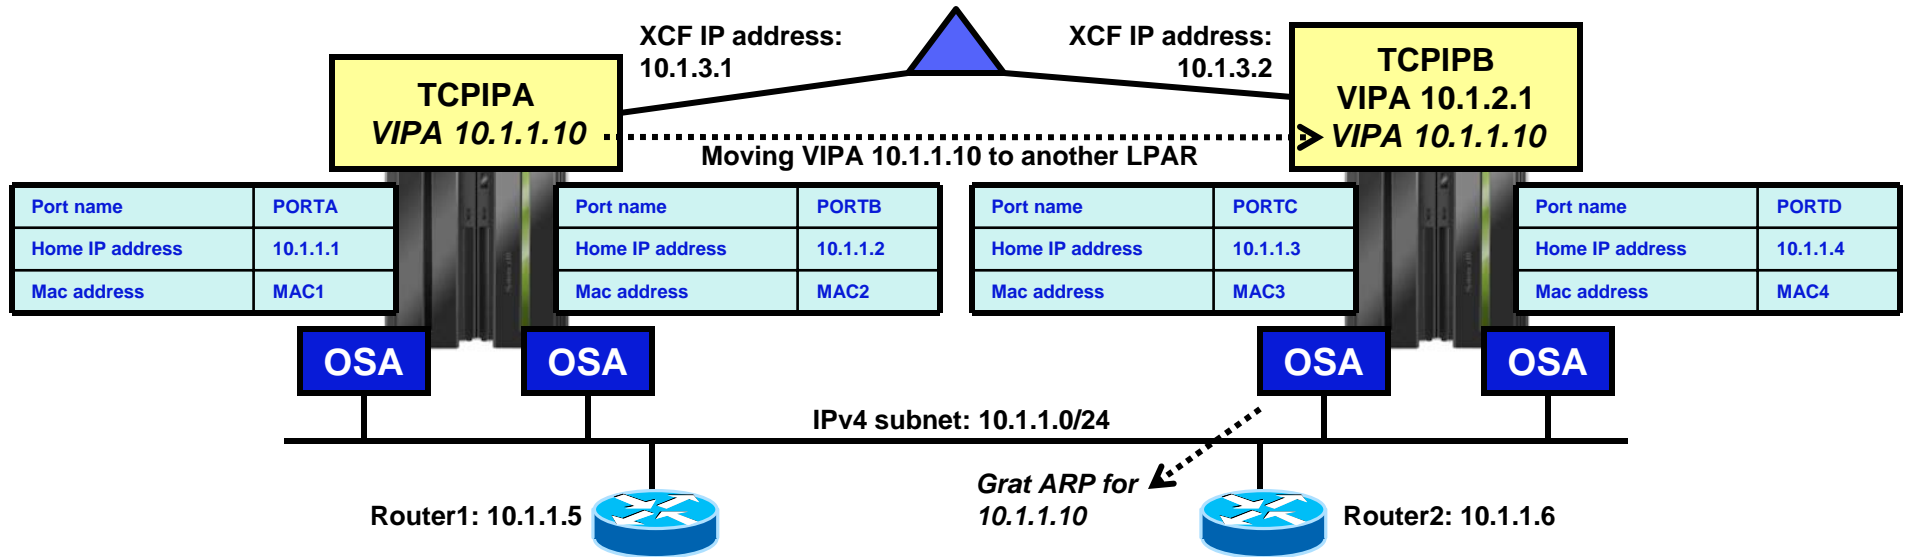 XCF IP address:
10.1.3.1
XCF IP address:
10.1.3.2
TCPIPA
VIPA 10.1.1.10
TCPIPB
VIPA 10.1.2.1
VIPA 10.1.1.10
Moving VIPA 10.1.1.10 to another LPAR
Port name PORTA
Home IP address 10.1.1.1
Mac address MAC1
Port name PORTB
Home IP address 10.1.1.2
Mac address MAC2
Port name PORTC
Home IP address 10.1.1.3
Mac address MAC3
Port name PORTD
Home IP address 10.1.1.4
Mac address MAC4
OSA
OSA
OSA
OSA
IPv4 subnet: 10.1.1.0/24
Grat ARP for
10.1.1.10
Router1: 10.1.1.5
Router2: 10.1.1.6